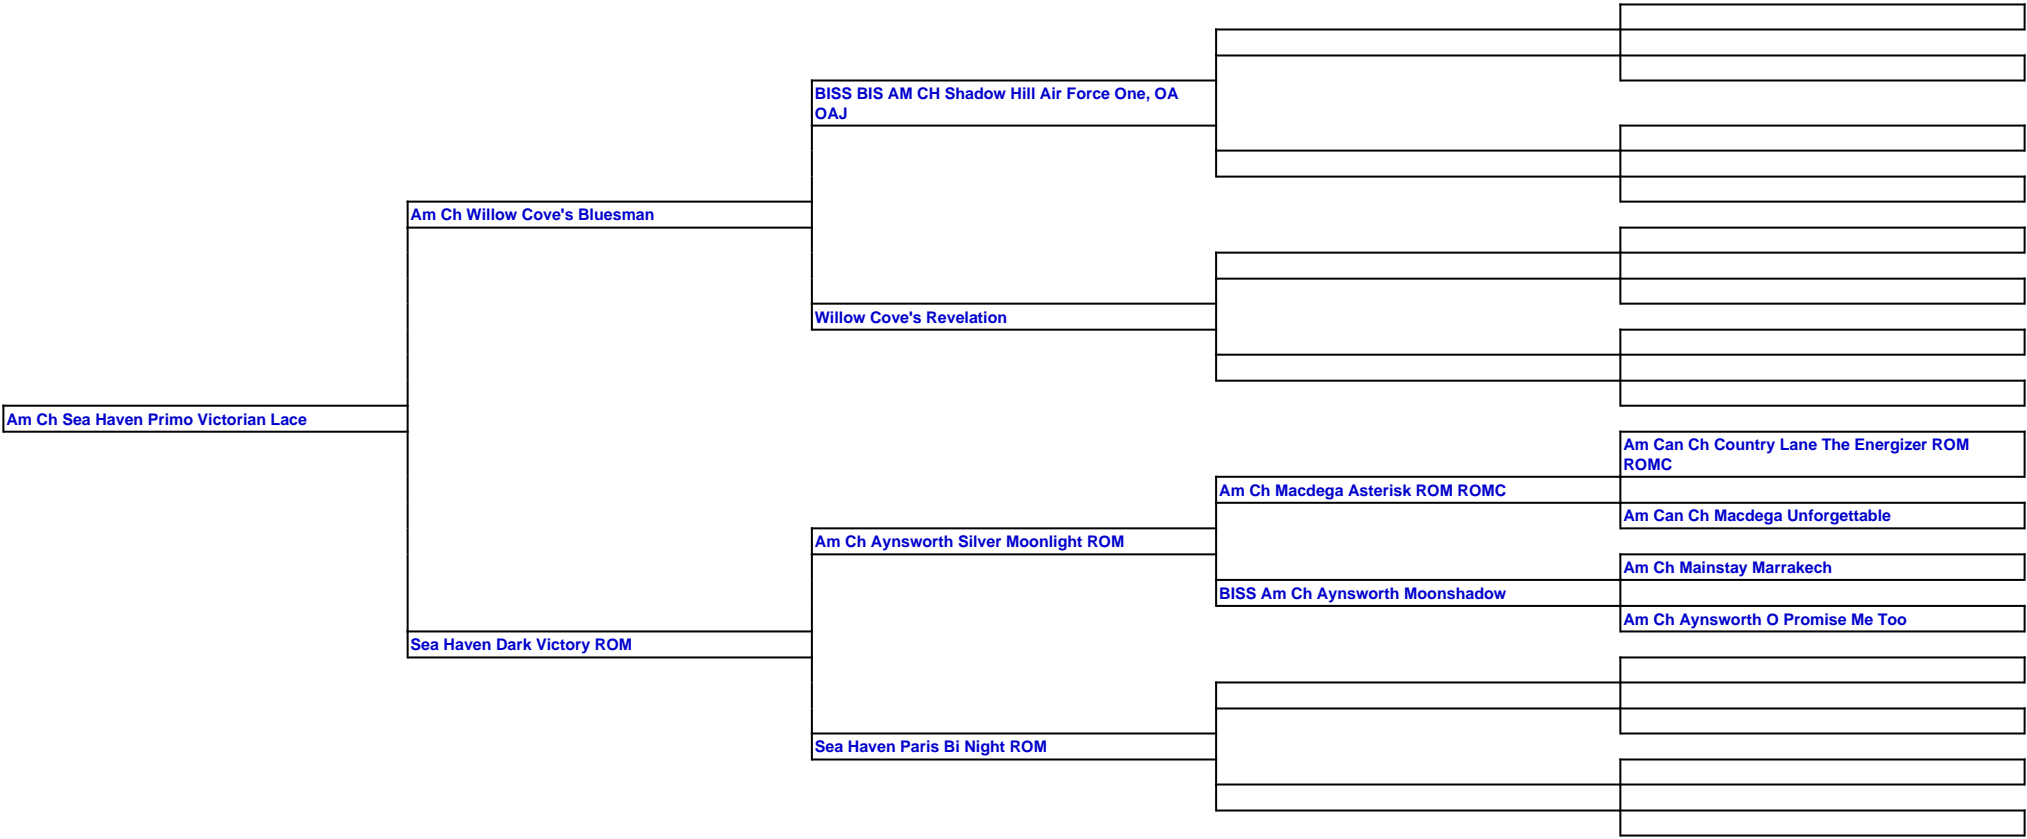 BISS BIS AM CH Shadow Hill Air Force One, OA
OAJ
Am Ch Willow Cove's Bluesman
Willow Cove's Revelation
Am Ch Sea Haven Primo Victorian Lace
Am Can Ch Country Lane The Energizer ROM
ROMC
Am Ch Macdega Asterisk ROM ROMC
Am Can Ch Macdega Unforgettable
Am Ch Aynsworth Silver Moonlight ROM
Am Ch Mainstay Marrakech
BISS Am Ch Aynsworth Moonshadow
Am Ch Aynsworth O Promise Me Too
Sea Haven Dark Victory ROM
Sea Haven Paris Bi Night ROM